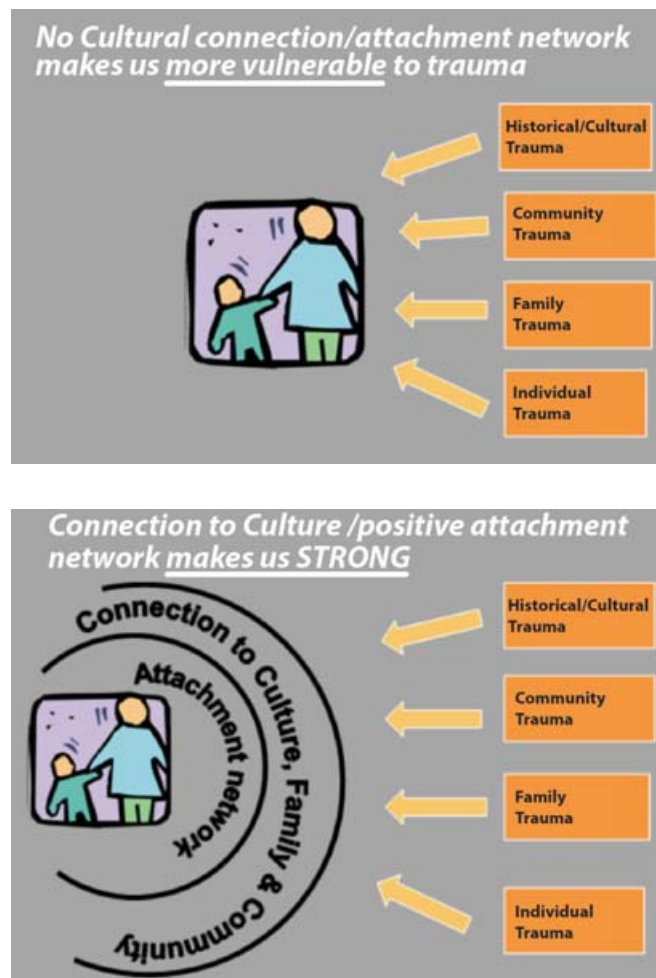 No Cultural connection/attachment network
makes us more vulnerable to trauma
Historical/Cultural
Trauma
Community
Trauma
Family
Trauma
Individual
Trauma
Connection to Culture /positive attachment
network makes us STRONG
Connection to Culture, Family & Community
Attachment network
Historical/Cultural
Trauma
Community
Trauma
Family
Trauma
Individual
Trauma